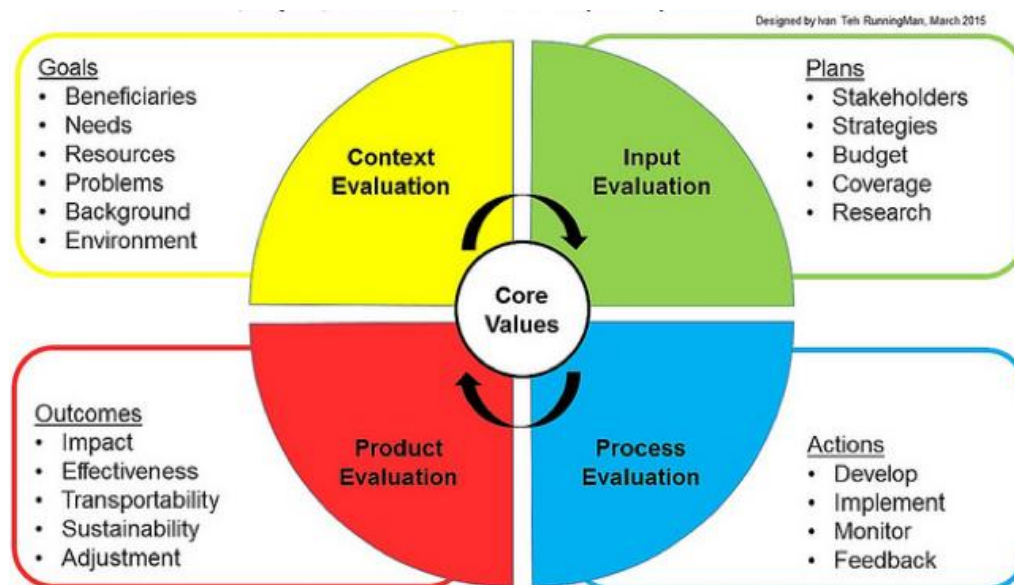 Designed by Ivan Teh RunningMan, March 2015
Goals
• Beneficiaries
• Needs
• Resources
• Problems
• Background
• Environment
Context
Evaluation
Input
Evaluation
Plans
• Stakeholders
• Strategies
• Budget
• Coverage
• Research
Core
Values
Outcomes
• Impact
• Effectiveness
• Transportability
• Sustainability
• Adjustment
Product
Evaluation
Process
Evaluation
Actions
• Develop
• Implement
• Monitor
• Feedback